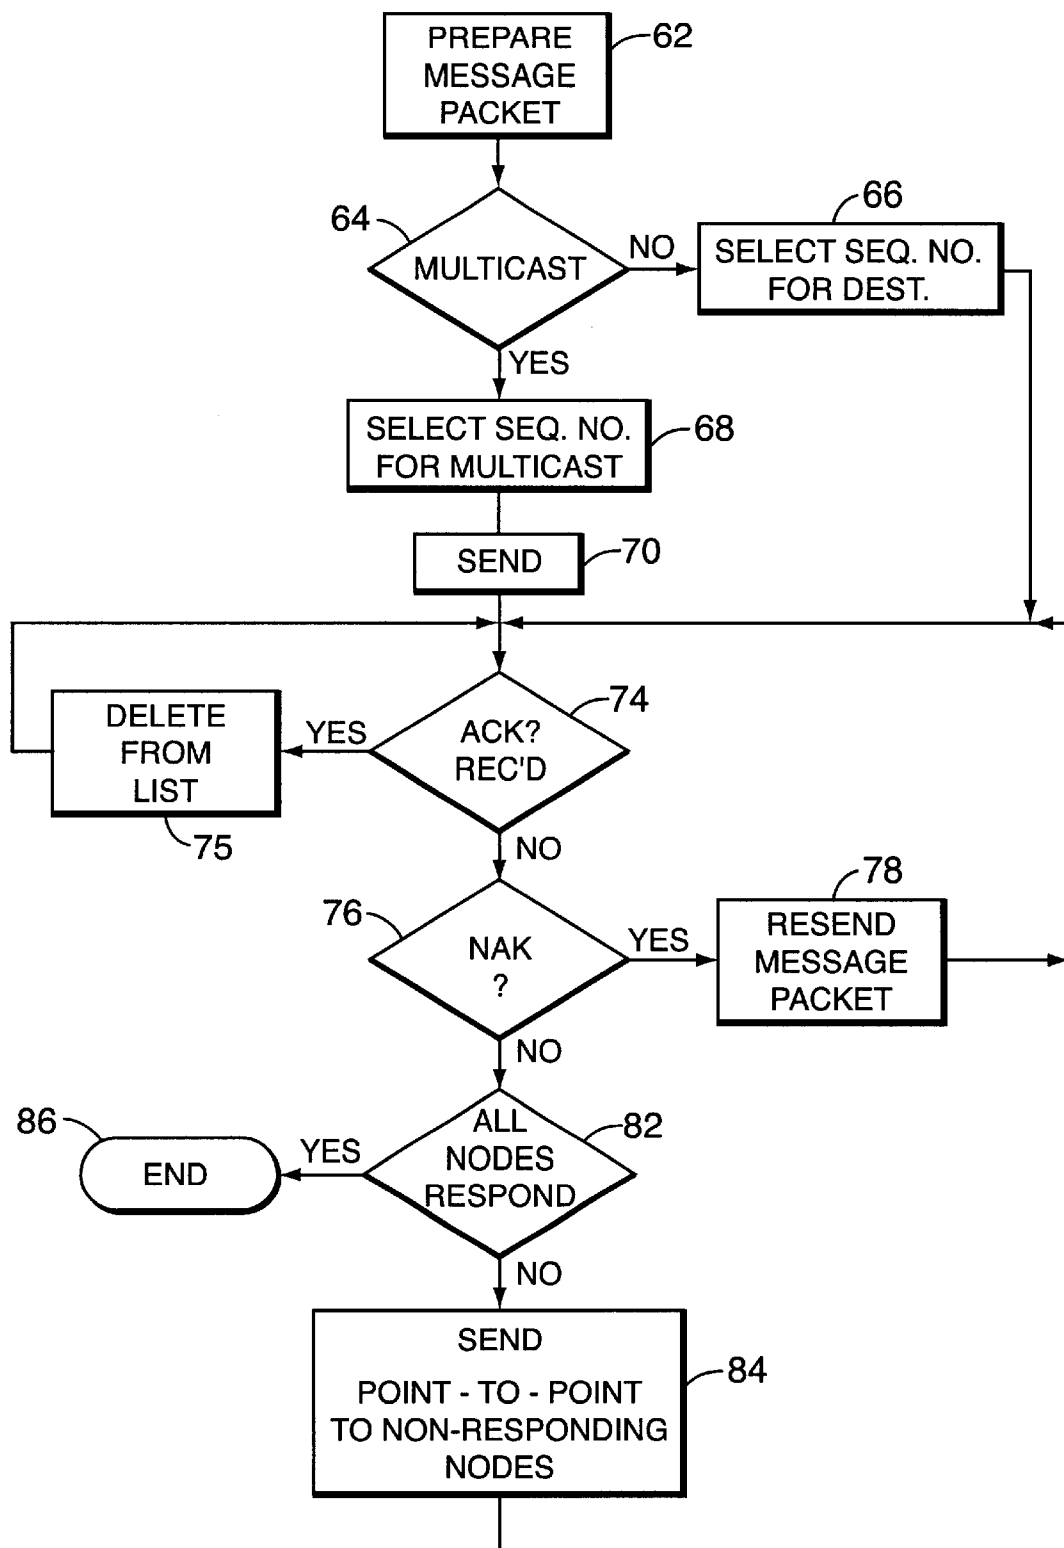 PREPARE
MESSAGE
PACKET
62
64
MULTICAST
NO
66
SELECT SEQ. NO.
FOR DEST.
YES
SELECT SEQ. NO.
FOR MULTICAST
68
SEND
70
DELETE
FROM
LIST
75
YES
ACK?
REC'D
74
NO
76
NAK
?
YES
78
RESEND
MESSAGE
PACKET
NO
86
END
YES
ALL
NODES
RESPOND
82
NO
SEND
POINT - TO - POINT
TO NON-RESPONDING
NODES
84